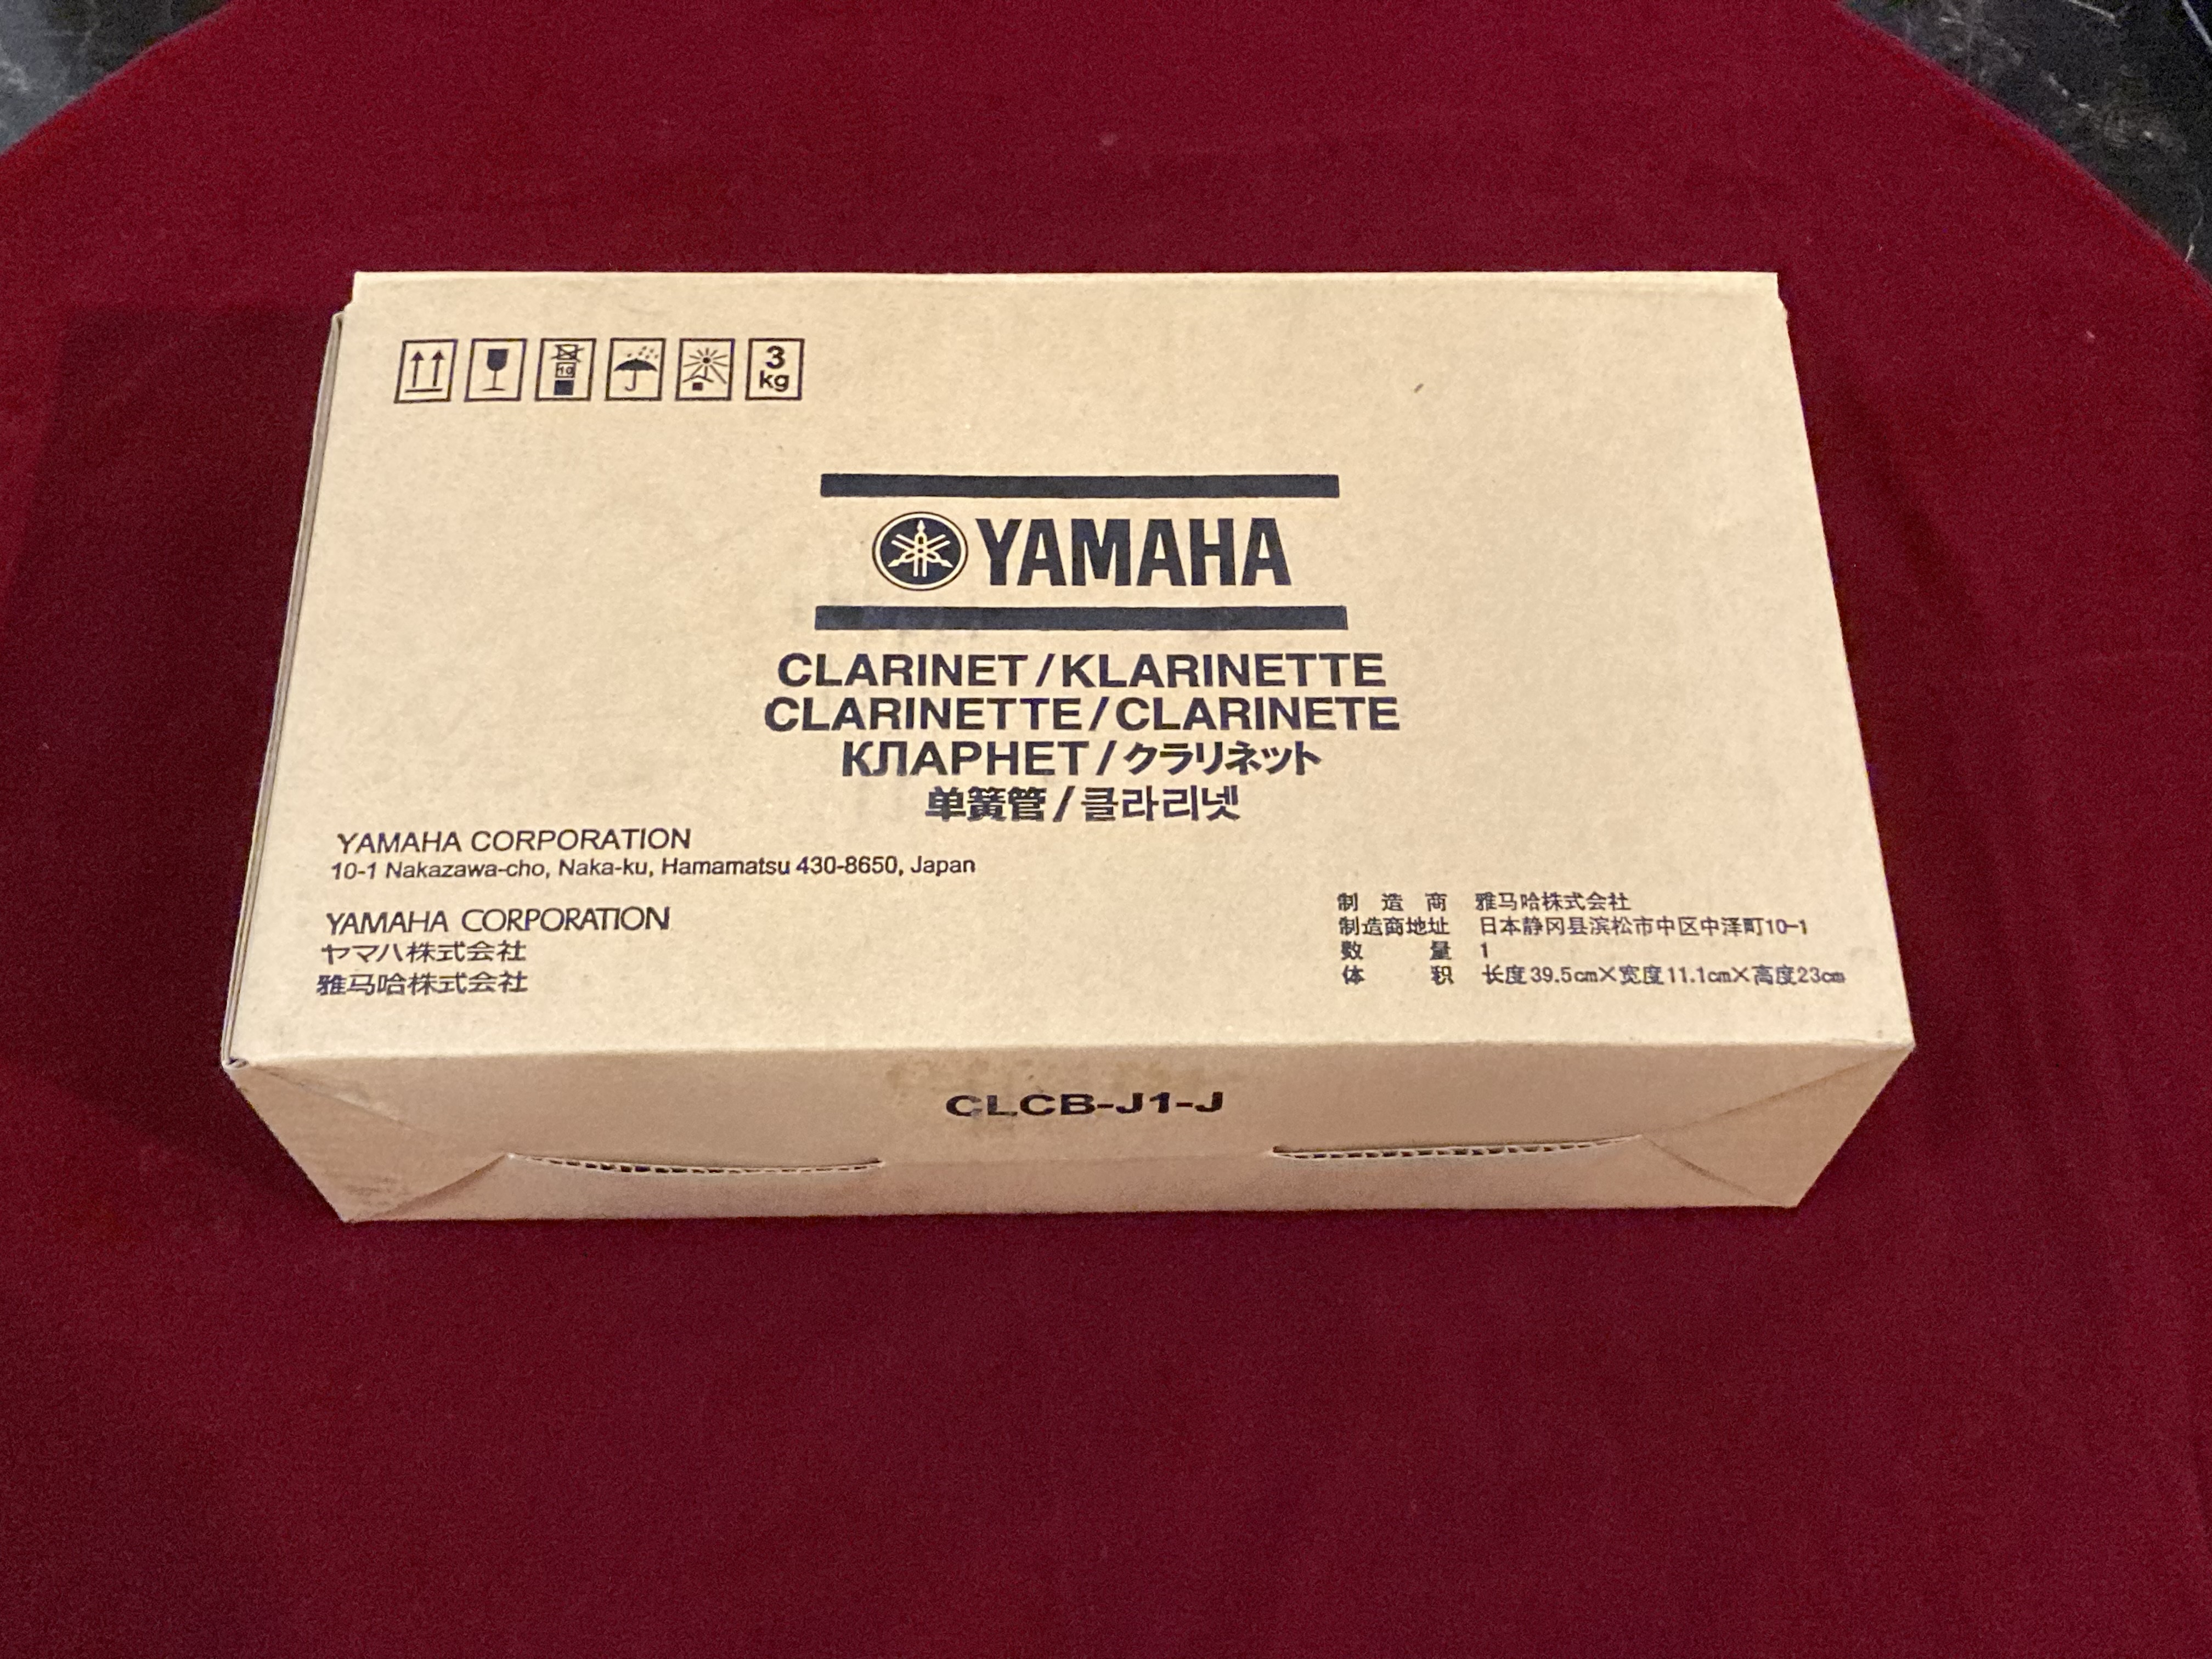 10
3
kg
YAMAHA
CLARINET/KLARINETTE
CLARINETTE/CLARINETE
КЛАРНЕТ/クラリネット
单簧管/클라리넷
YAMAHA CORPORATION
10-1 Nakazawa-cho, Naka-ku, Hamamatsu 430-8650, Japan
YAMAHA CORPORATION
ヤマハ株式会社
雅马哈株式会社
制 造 商 雅马哈株式会社
制造商地址 日本静冈县滨松市中区中泽町10-1
数 量 1
体 积 长度39.5cm×宽度11.1cm×高度23cm
CLCB-J1-J